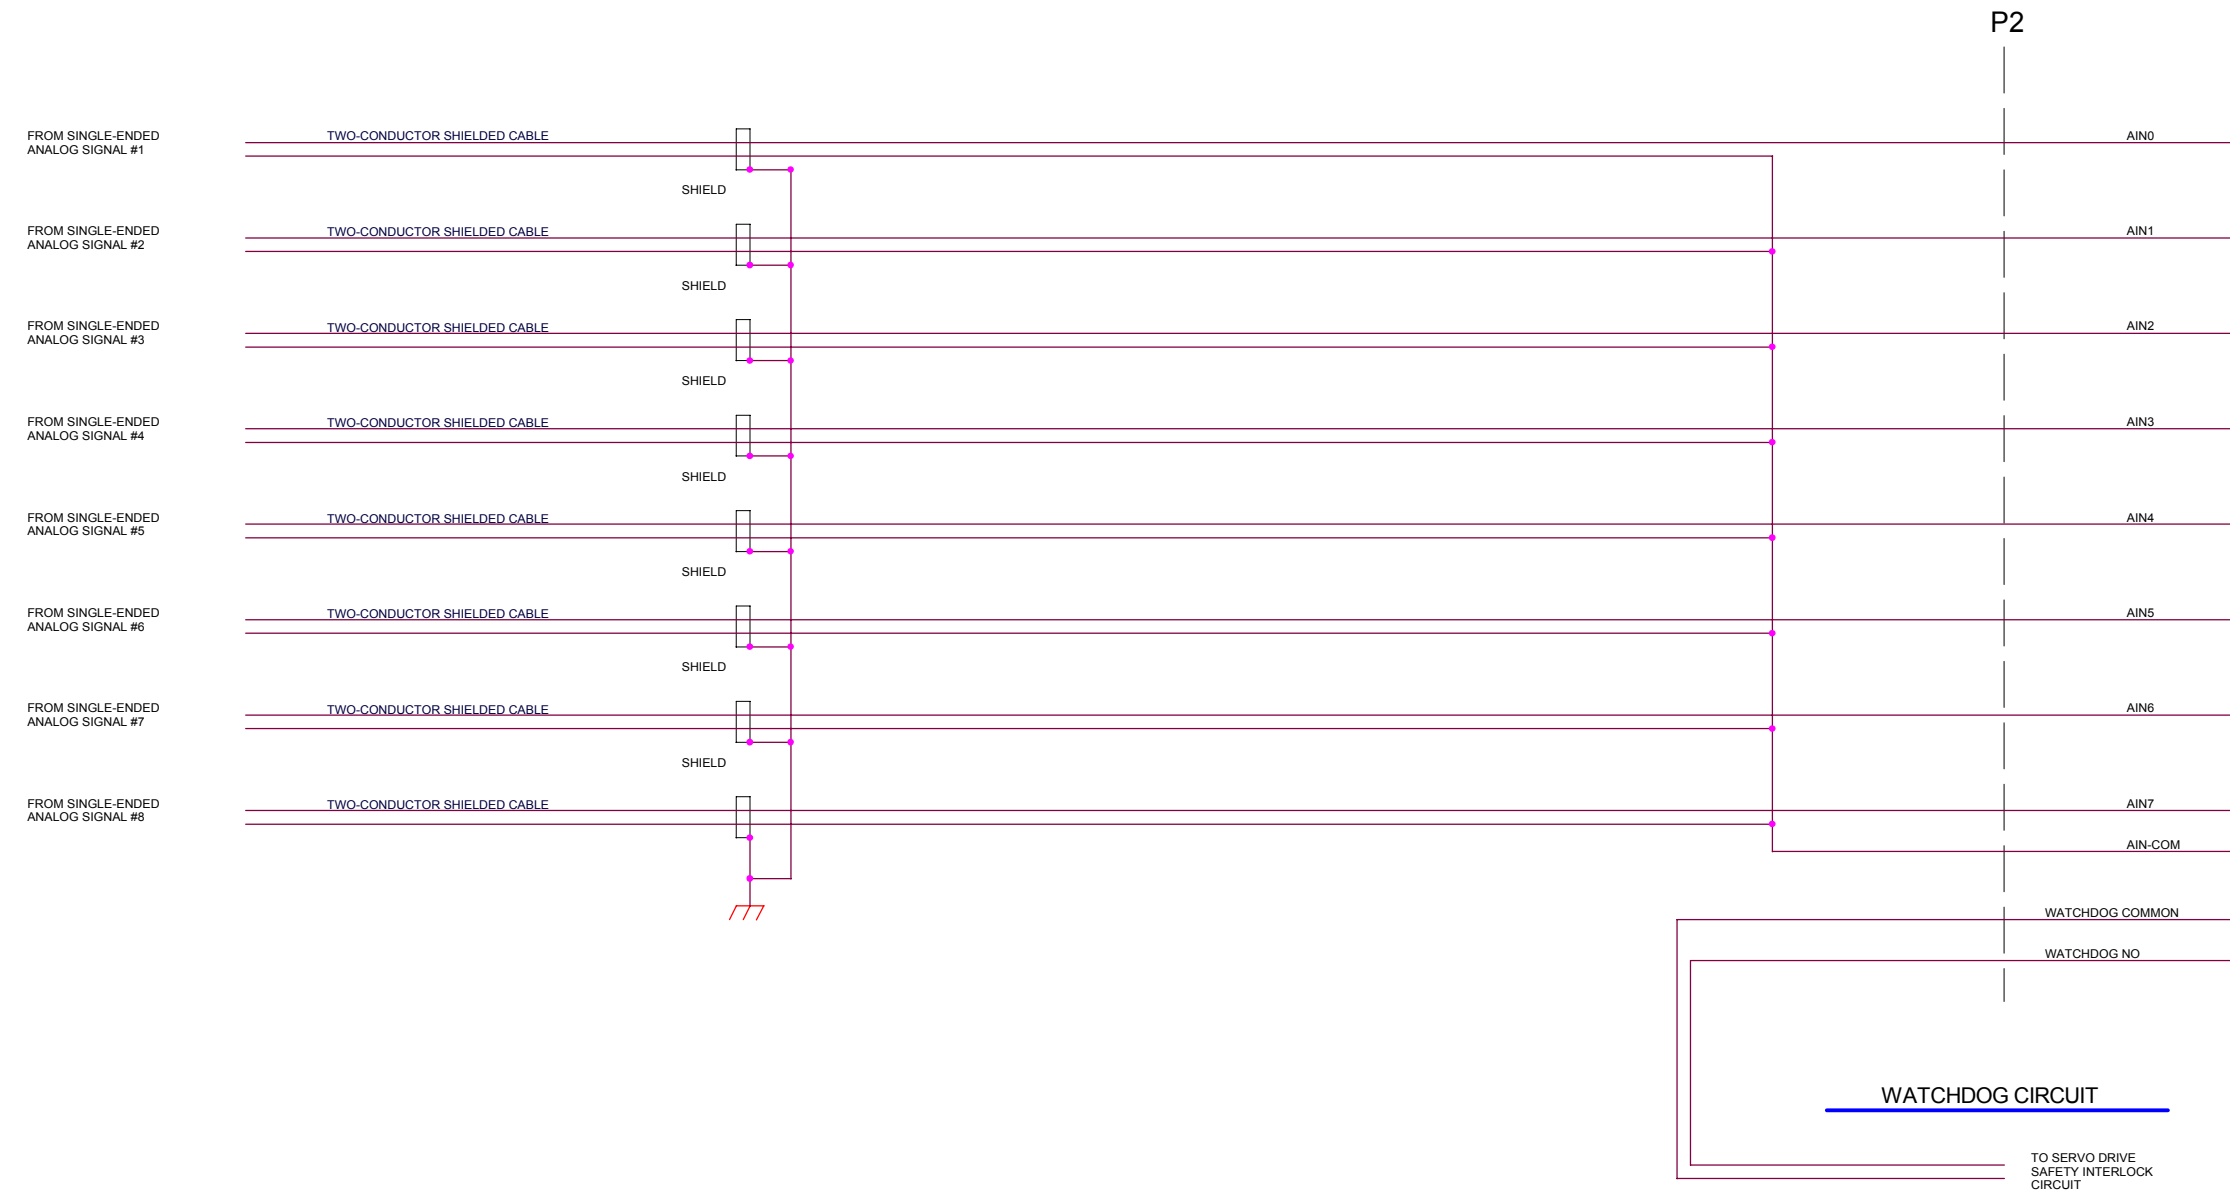 P2
FROM SINGLE-ENDED
ANALOG SIGNAL #1
TWO-CONDUCTOR SHIELDED CABLE
AIN0
SHIELD
FROM SINGLE-ENDED
ANALOG SIGNAL #2
TWO-CONDUCTOR SHIELDED CABLE
AIN1
SHIELD
FROM SINGLE-ENDED
ANALOG SIGNAL #3
TWO-CONDUCTOR SHIELDED CABLE
AIN2
SHIELD
FROM SINGLE-ENDED
ANALOG SIGNAL #4
TWO-CONDUCTOR SHIELDED CABLE
AIN3
SHIELD
FROM SINGLE-ENDED
ANALOG SIGNAL #5
TWO-CONDUCTOR SHIELDED CABLE
AIN4
SHIELD
FROM SINGLE-ENDED
ANALOG SIGNAL #6
TWO-CONDUCTOR SHIELDED CABLE
AIN5
SHIELD
FROM SINGLE-ENDED
ANALOG SIGNAL #7
TWO-CONDUCTOR SHIELDED CABLE
AIN6
SHIELD
FROM SINGLE-ENDED
ANALOG SIGNAL #8
TWO-CONDUCTOR SHIELDED CABLE
AIN7
AIN-COM
WATCHDOG COMMON
WATCHDOG NO
WATCHDOG CIRCUIT
TO SERVO DRIVE
SAFETY INTERLOCK
CIRCUIT